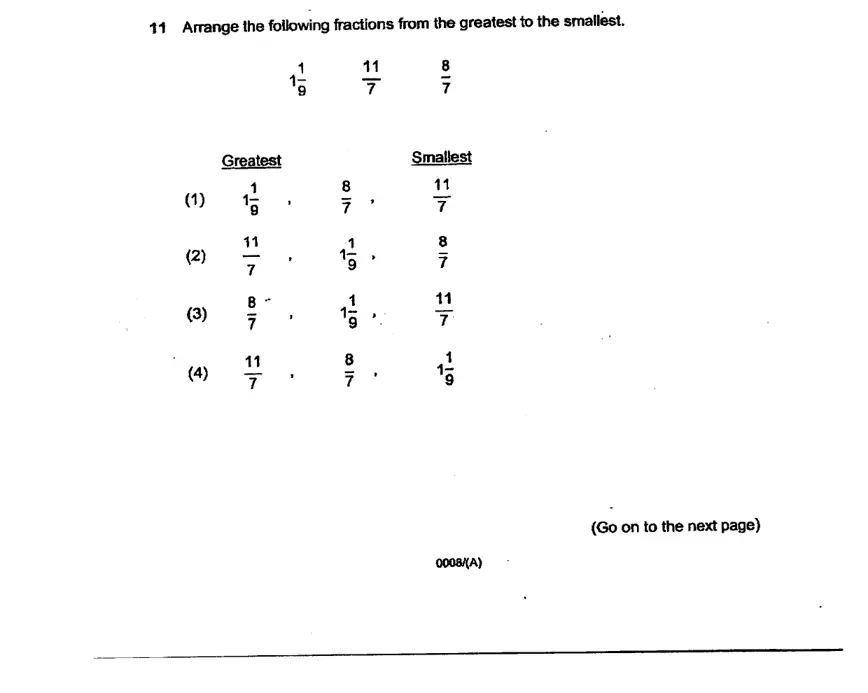 11 Arrange the following fractions from the greatest to the smallest.
1 1/9 11/7 8/7
Greatest Smallest
(1) 1 1/9 , 8/7 , 11/7
(2) 11/7 , 1 1/9 , 8/7
(3) 8/7 , 1 1/9 , 11/7
(4) 11/7 , 8/7 , 1 1/9
(Go on to the next page)
0008/(A)